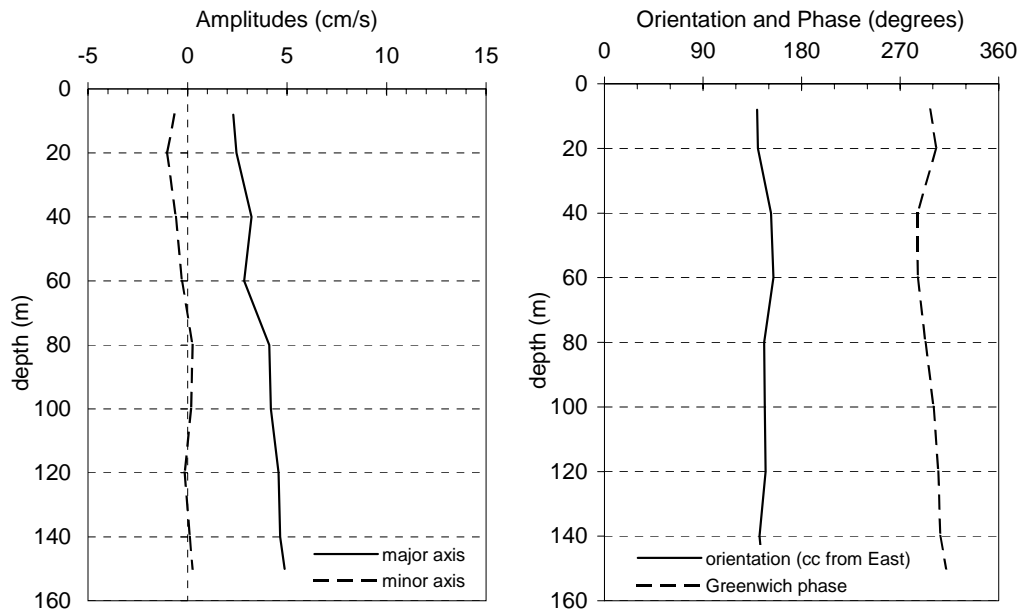 Amplitudes (cm/s)
-5 0 5 10 15
0
20
40
60
80
100
120
140
160
depth (m)
major axis
minor axis
Orientation and Phase (degrees)
0 90 180 270 360
0
20
40
60
80
100
120
140
160
depth (m)
orientation (cc from East)
Greenwich phase